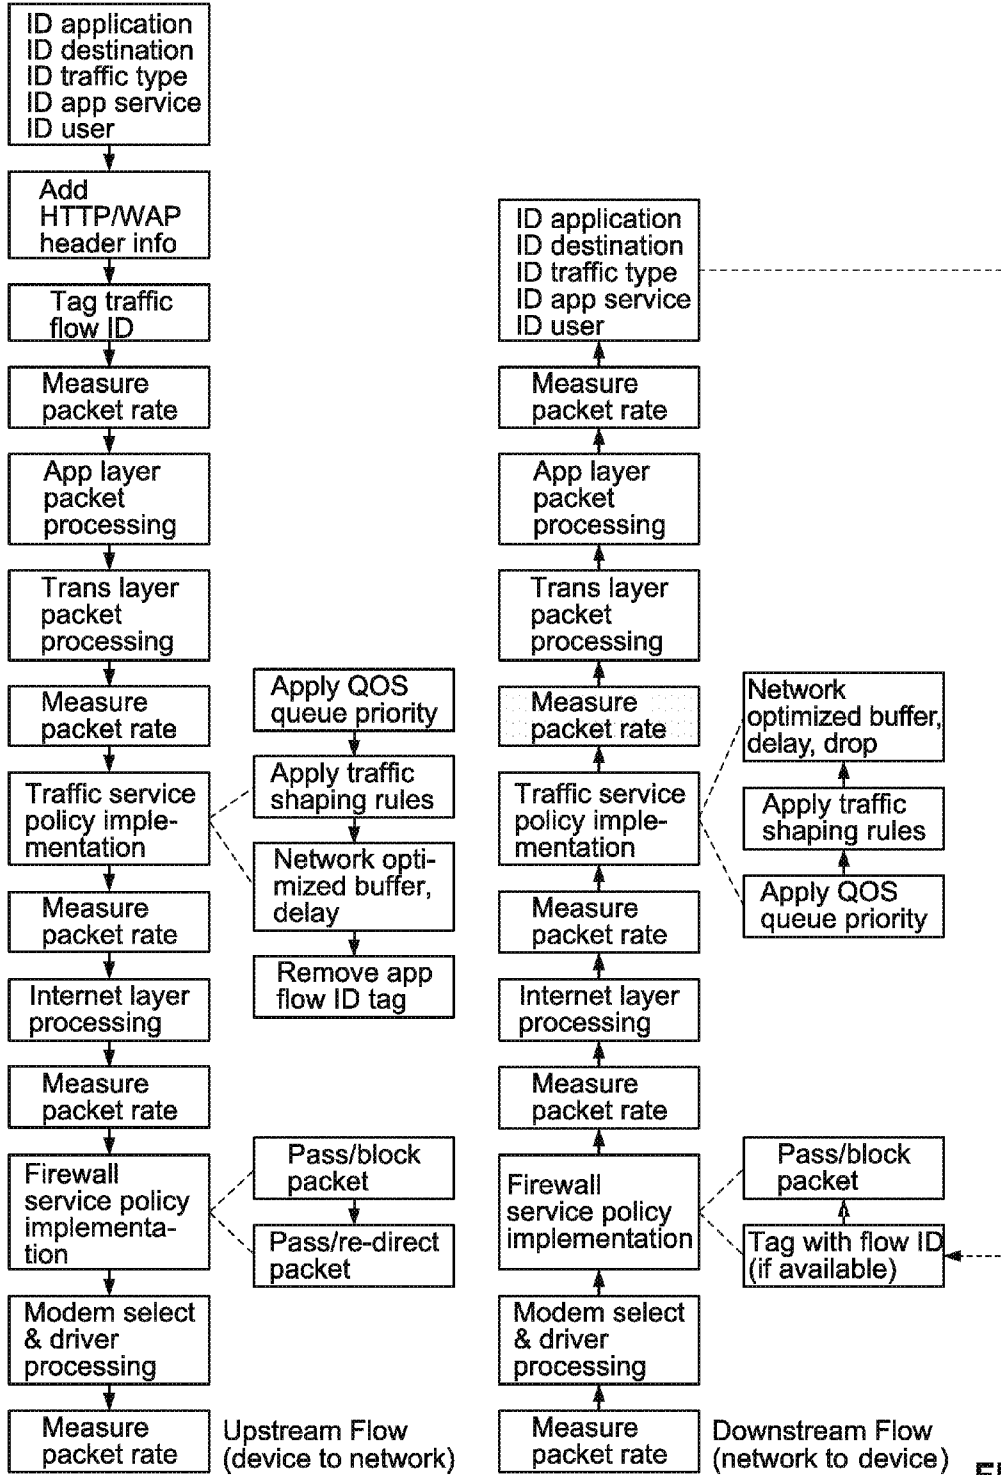 ID application
ID destination
ID traffic type
ID app service
ID user
Add
HTTP/WAP
header info
Tag traffic
flow ID
Measure
packet rate
App layer
packet
processing
Trans layer
packet
processing
Measure
packet rate
Traffic service
policy imple-
mentation
Measure
packet rate
Internet layer
processing
Measure
packet rate
Firewall
service policy
implementa-
tion
Modem select
& driver
processing
Measure
packet rate
Apply QOS
queue priority
Apply traffic
shaping rules
Network opti-
mized buffer,
delay
Remove app
flow ID tag
Pass/block
packet
Pass/re-direct
packet
Upstream Flow
(device to network)
ID application
ID destination
ID traffic type
ID app service
ID user
Measure
packet rate
App layer
packet
processing
Trans layer
packet
processing
Measure
packet rate
Traffic service
policy imple-
mentation
Measure
packet rate
Internet layer
processing
Measure
packet rate
Firewall
service policy
implementation
Modem select
& driver
processing
Measure
packet rate
Network
optimized buffer,
delay, drop
Apply traffic
shaping rules
Apply QOS
queue priority
Pass/block
packet
Tag with flow ID
(if available)
Downstream Flow
(network to device)